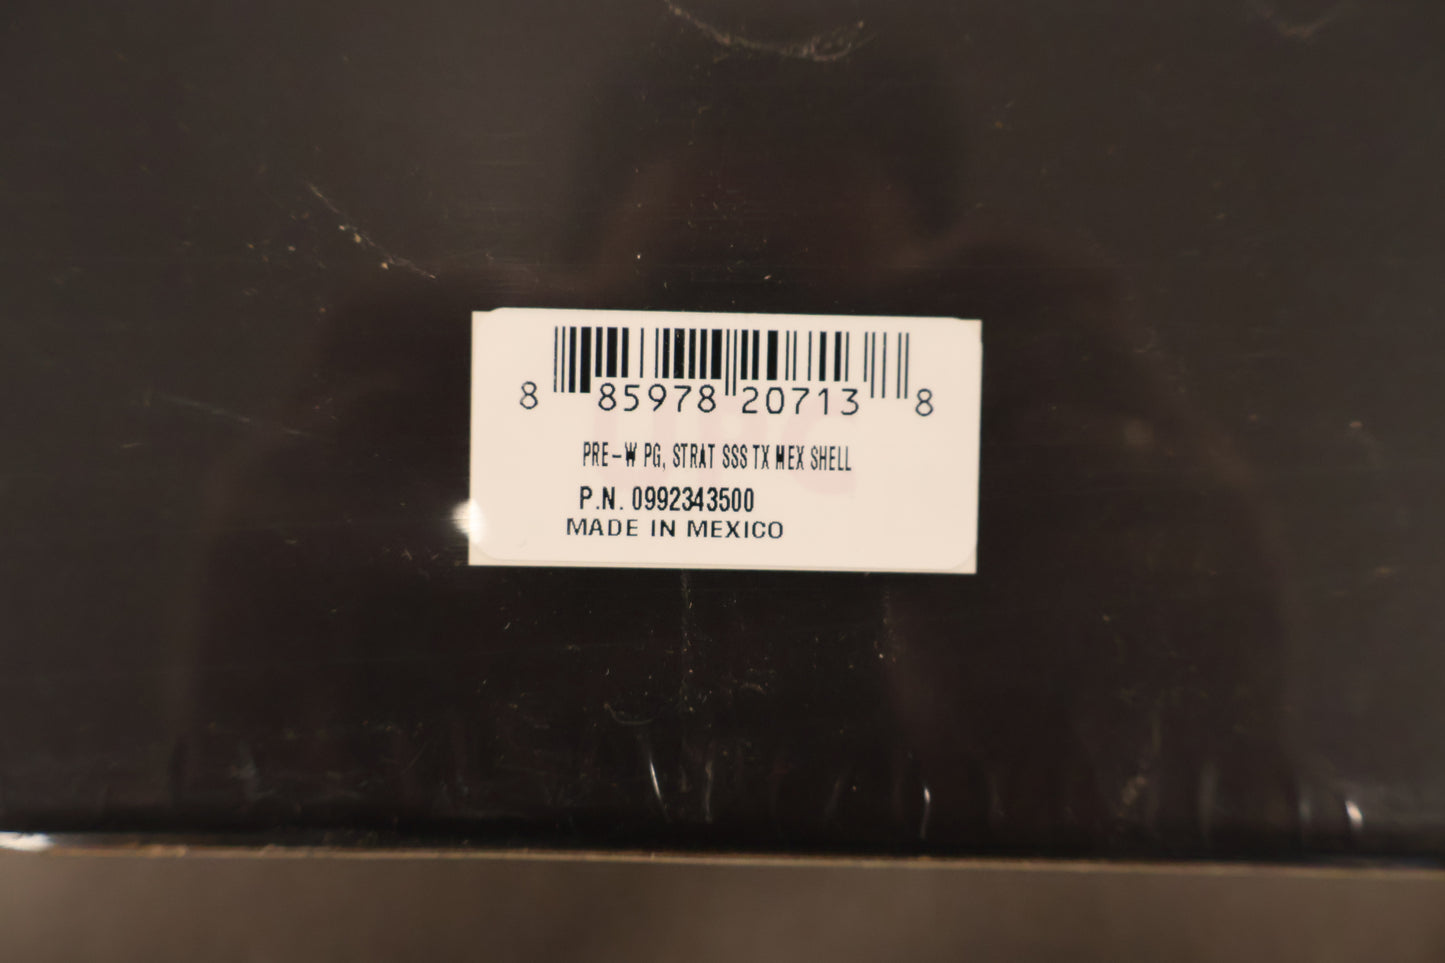 8 85978 20713 8
PRE-W PG, STRAT SSS TX MEX SHELL
P.N. 0992343500
MADE IN MEXICO